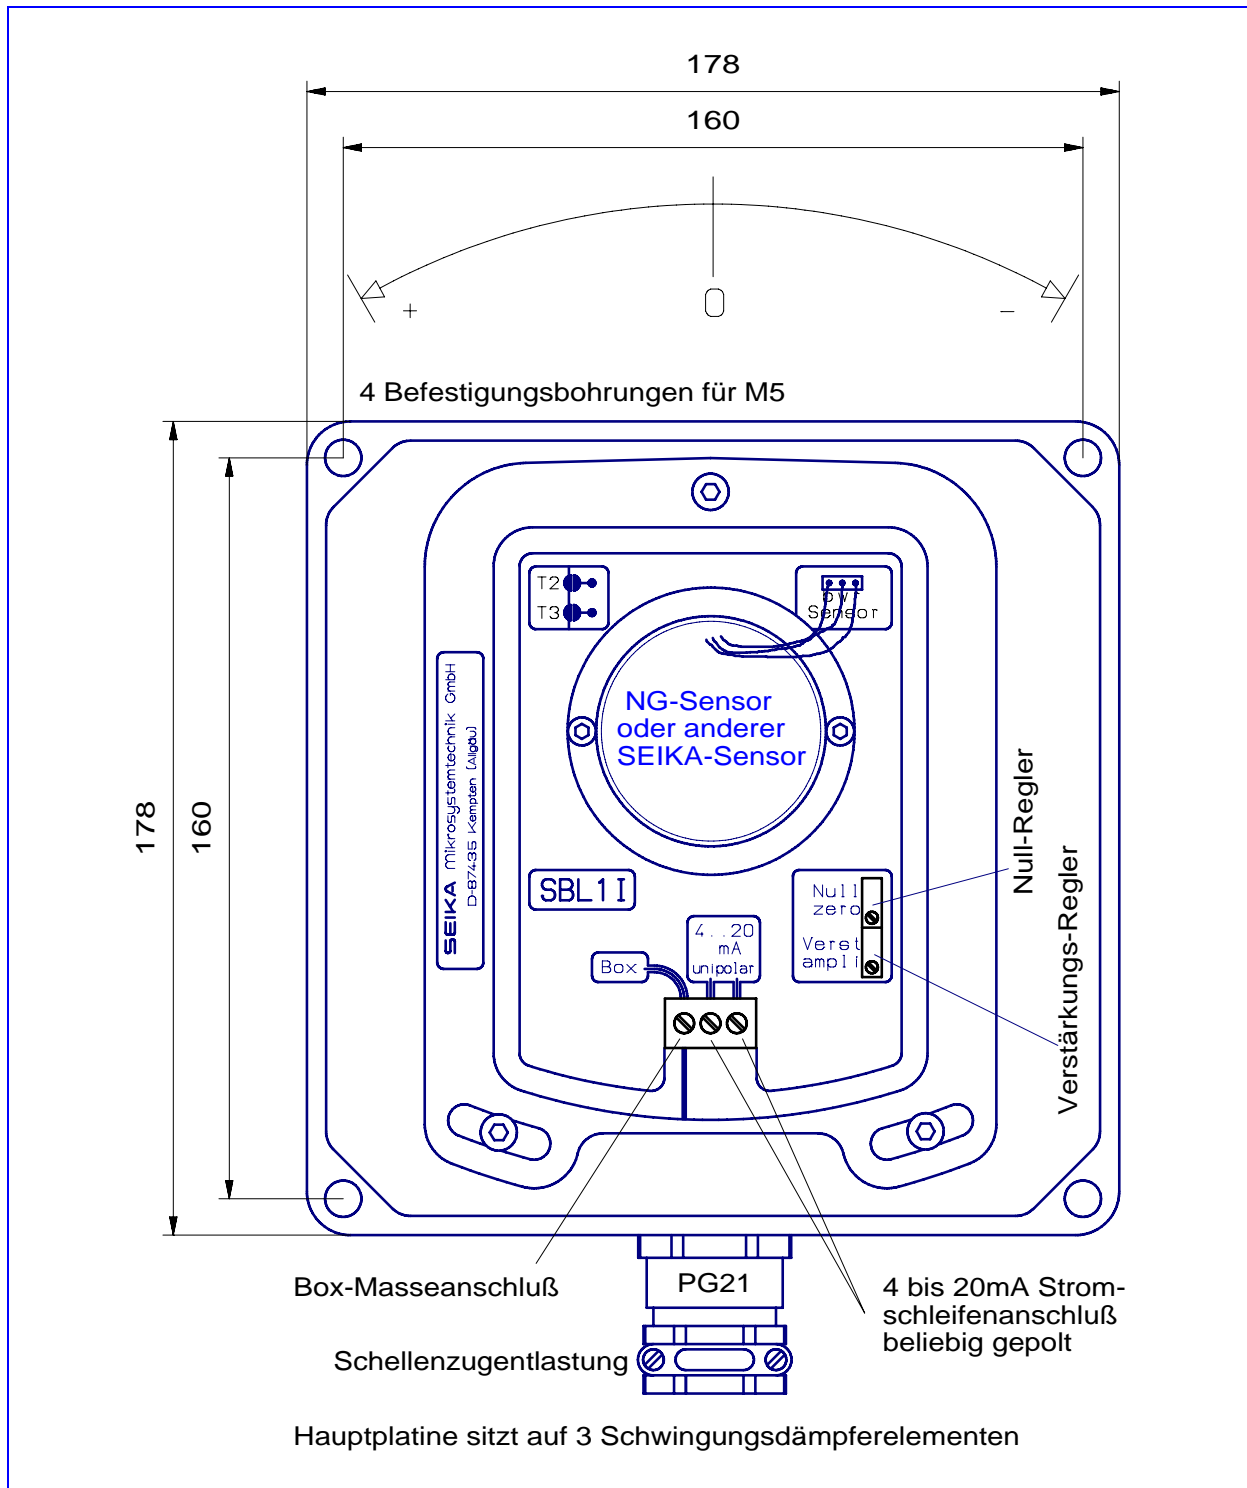 178
160
+
0
-
4 Befestigungsbohrungen für M5
T2
T3
pwr
Sensor
NG-Sensor
oder anderer
SEIKA-Sensor
178
160
SEIKA Mikrosystemtechnik GmbH
D-87435 Kempten (Allgäu)
Null-Regler
Verstärkungs-Regler
SBL1I
Null
zero
Verst
ampli
4..20
mA
unipolar
Box
Box-Masseanschluß
PG21
4 bis 20mA Strom-
schleifenanschluß
beliebig gepolt
Schellenzugentlastung
Hauptplatine sitzt auf 3 Schwingungsdämpferelementen